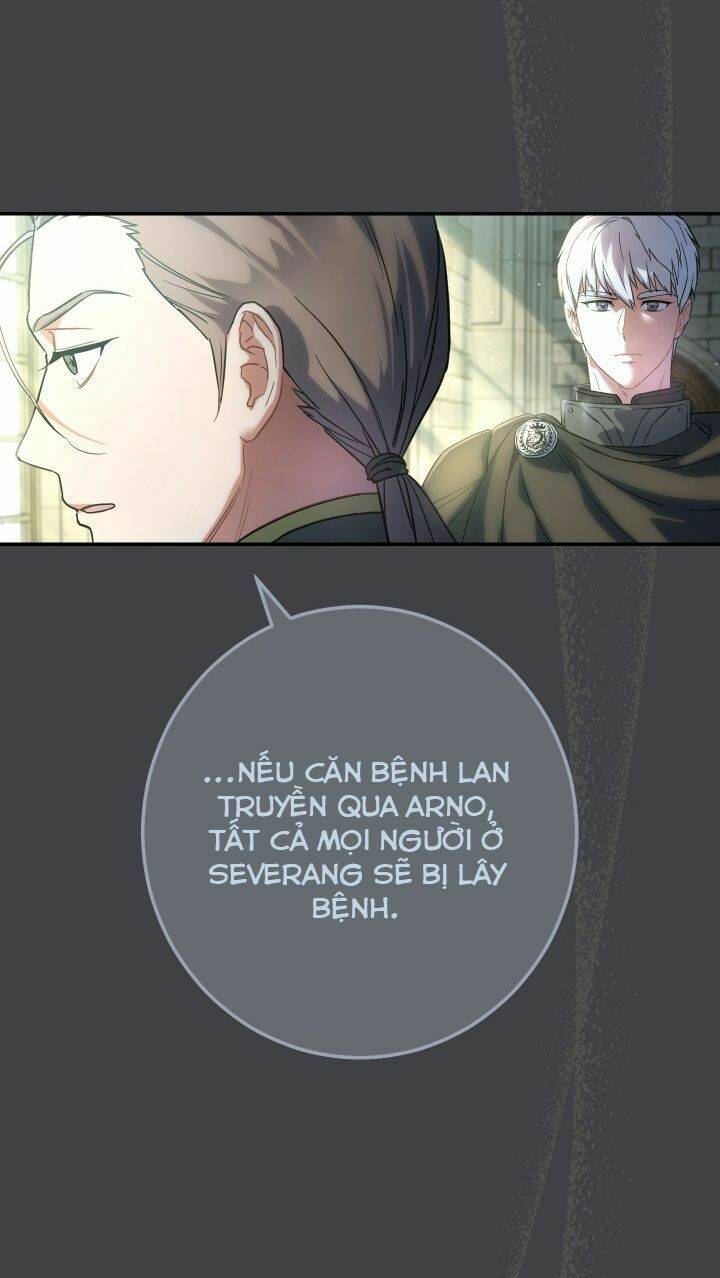 ...NẾU CĂN BỆNH LAN
TRUYỀN QUA ARNO,
TẤT CẢ MỌI NGƯỜI Ở
SEVERANG SẼ BỊ LÂY
BỆNH.